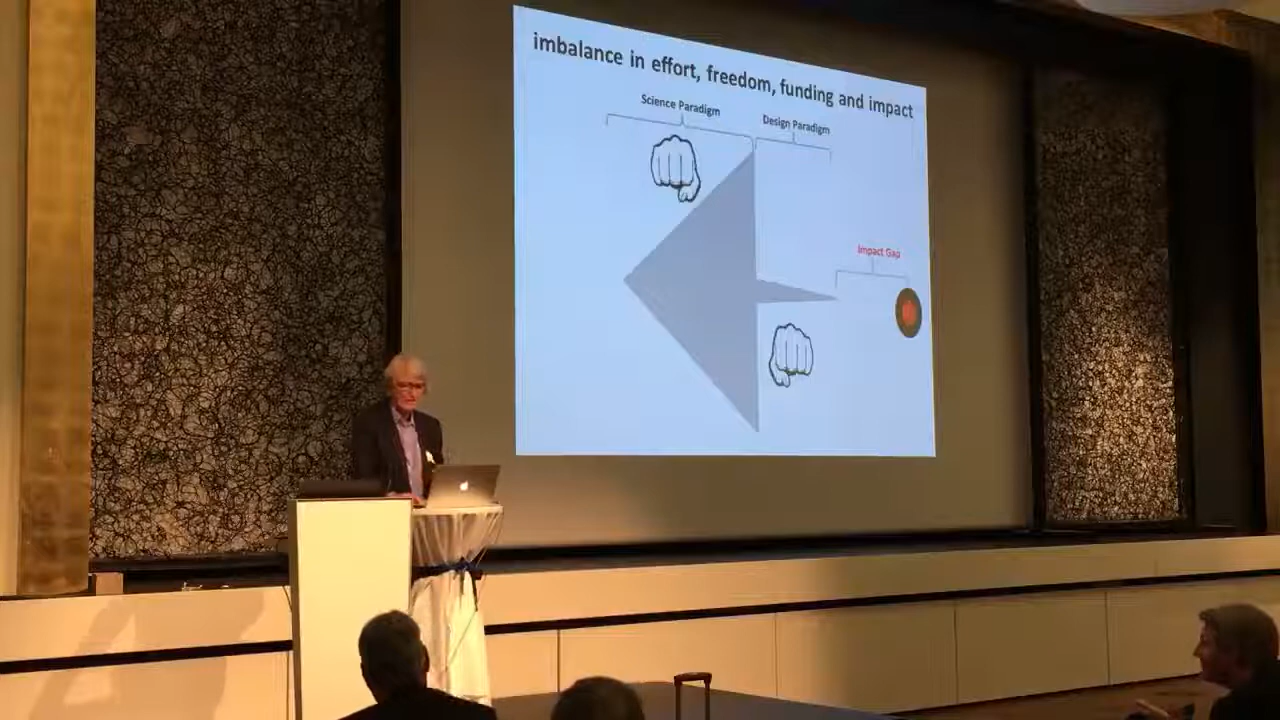 imbalance in effort, freedom, funding and impact
Science Paradigm
Design Paradigm
Impact Gap